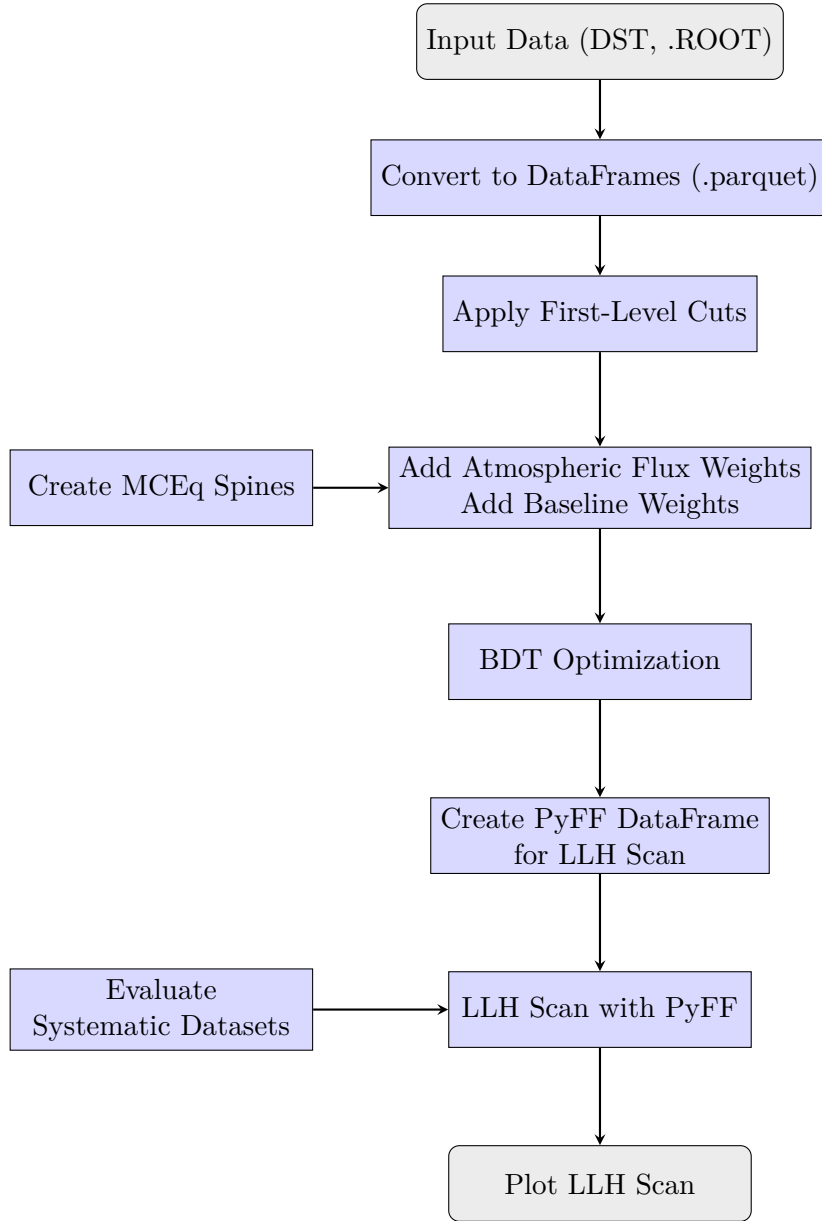 Input Data (DST, .ROOT)
Convert to DataFrames (.parquet)
Apply First-Level Cuts
Create MCEq Spines
Add Atmospheric Flux Weights
Add Baseline Weights
BDT Optimization
Create PyFF DataFrame
for LLH Scan
Evaluate
Systematic Datasets
LLH Scan with PyFF
Plot LLH Scan